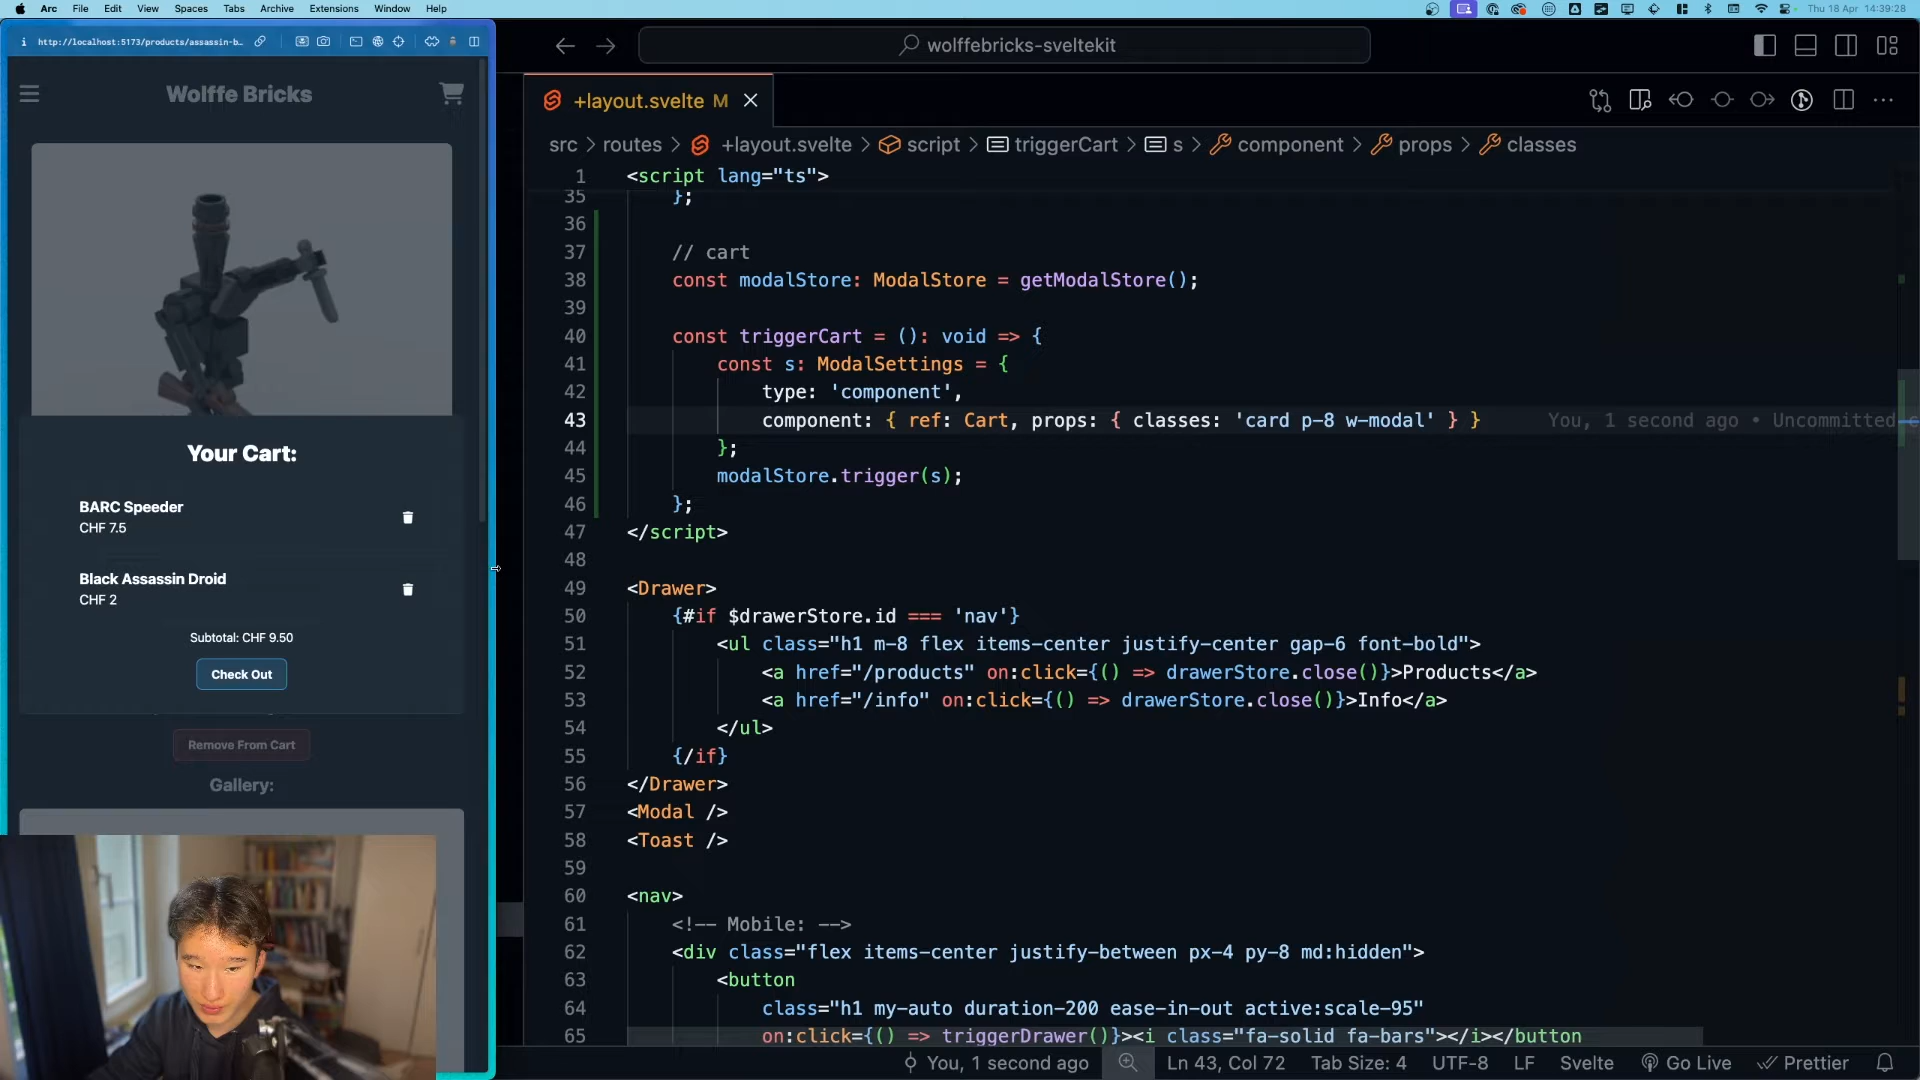 Arc File Edit View Spaces Tabs Archive Extensions Window Help
Thu 18 Apr 14:39:28
http://localhost:5173/products/assassin-b…
Wolffe Bricks
Your Cart:
BARC Speeder
CHF 7.5
Black Assassin Droid
CHF 2
Subtotal: CHF 9.50
Check Out
Remove From Cart
Gallery:
wolffebricks-sveltekit
+layout.svelte M
src > routes > +layout.svelte > script > triggerCart > s > component > props > classes
1 <script lang="ts">
35 };
36
37 // cart
38 const modalStore: ModalStore = getModalStore();
39
40 const triggerCart = (): void => {
41 const s: ModalSettings = {
42 type: 'component',
43 component: { ref: Cart, props: { classes: 'card p-8 w-modal' } } You, 1 second ago • Uncommitted c
44 };
45 modalStore.trigger(s);
46 };
47 </script>
48
49 <Drawer>
50 {#if $drawerStore.id === 'nav'}
51 <ul class="h1 m-8 flex items-center justify-center gap-6 font-bold">
52 <a href="/products" on:click={() => drawerStore.close()}>Products</a>
53 <a href="/info" on:click={() => drawerStore.close()}>Info</a>
54 </ul>
55 {/if}
56 </Drawer>
57 <Modal />
58 <Toast />
59
60 <nav>
61 <!-- Mobile: -->
62 <div class="flex items-center justify-between px-4 py-8 md:hidden">
63 <button
64 class="h1 my-auto duration-200 ease-in-out active:scale-95"
65 on:click={() => triggerDrawer()}><i class="fa-solid fa-bars"></i></button
You, 1 second ago Ln 43, Col 72 Tab Size: 4 UTF-8 LF Svelte Go Live Prettier